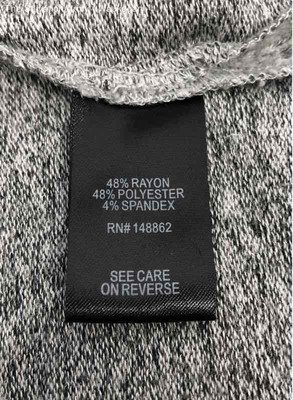 48% RAYON
48% POLYESTER
4% SPANDEX
RN# 148862
SEE CARE
ON REVERSE